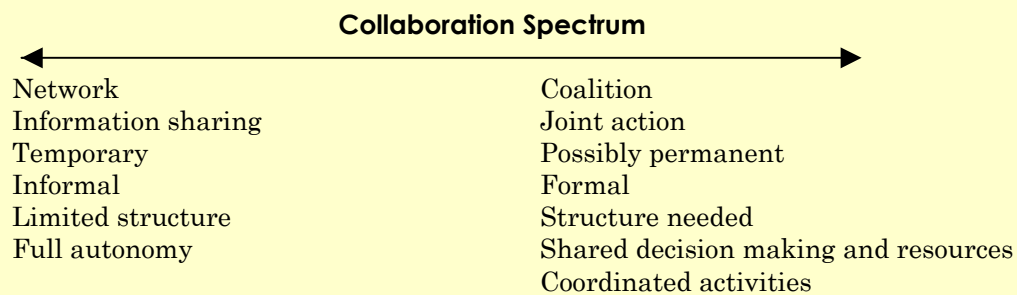 Collaboration Spectrum
Network
Information sharing
Temporary
Informal
Limited structure
Full autonomy
Coalition
Joint action
Possibly permanent
Formal
Structure needed
Shared decision making and resources
Coordinated activities